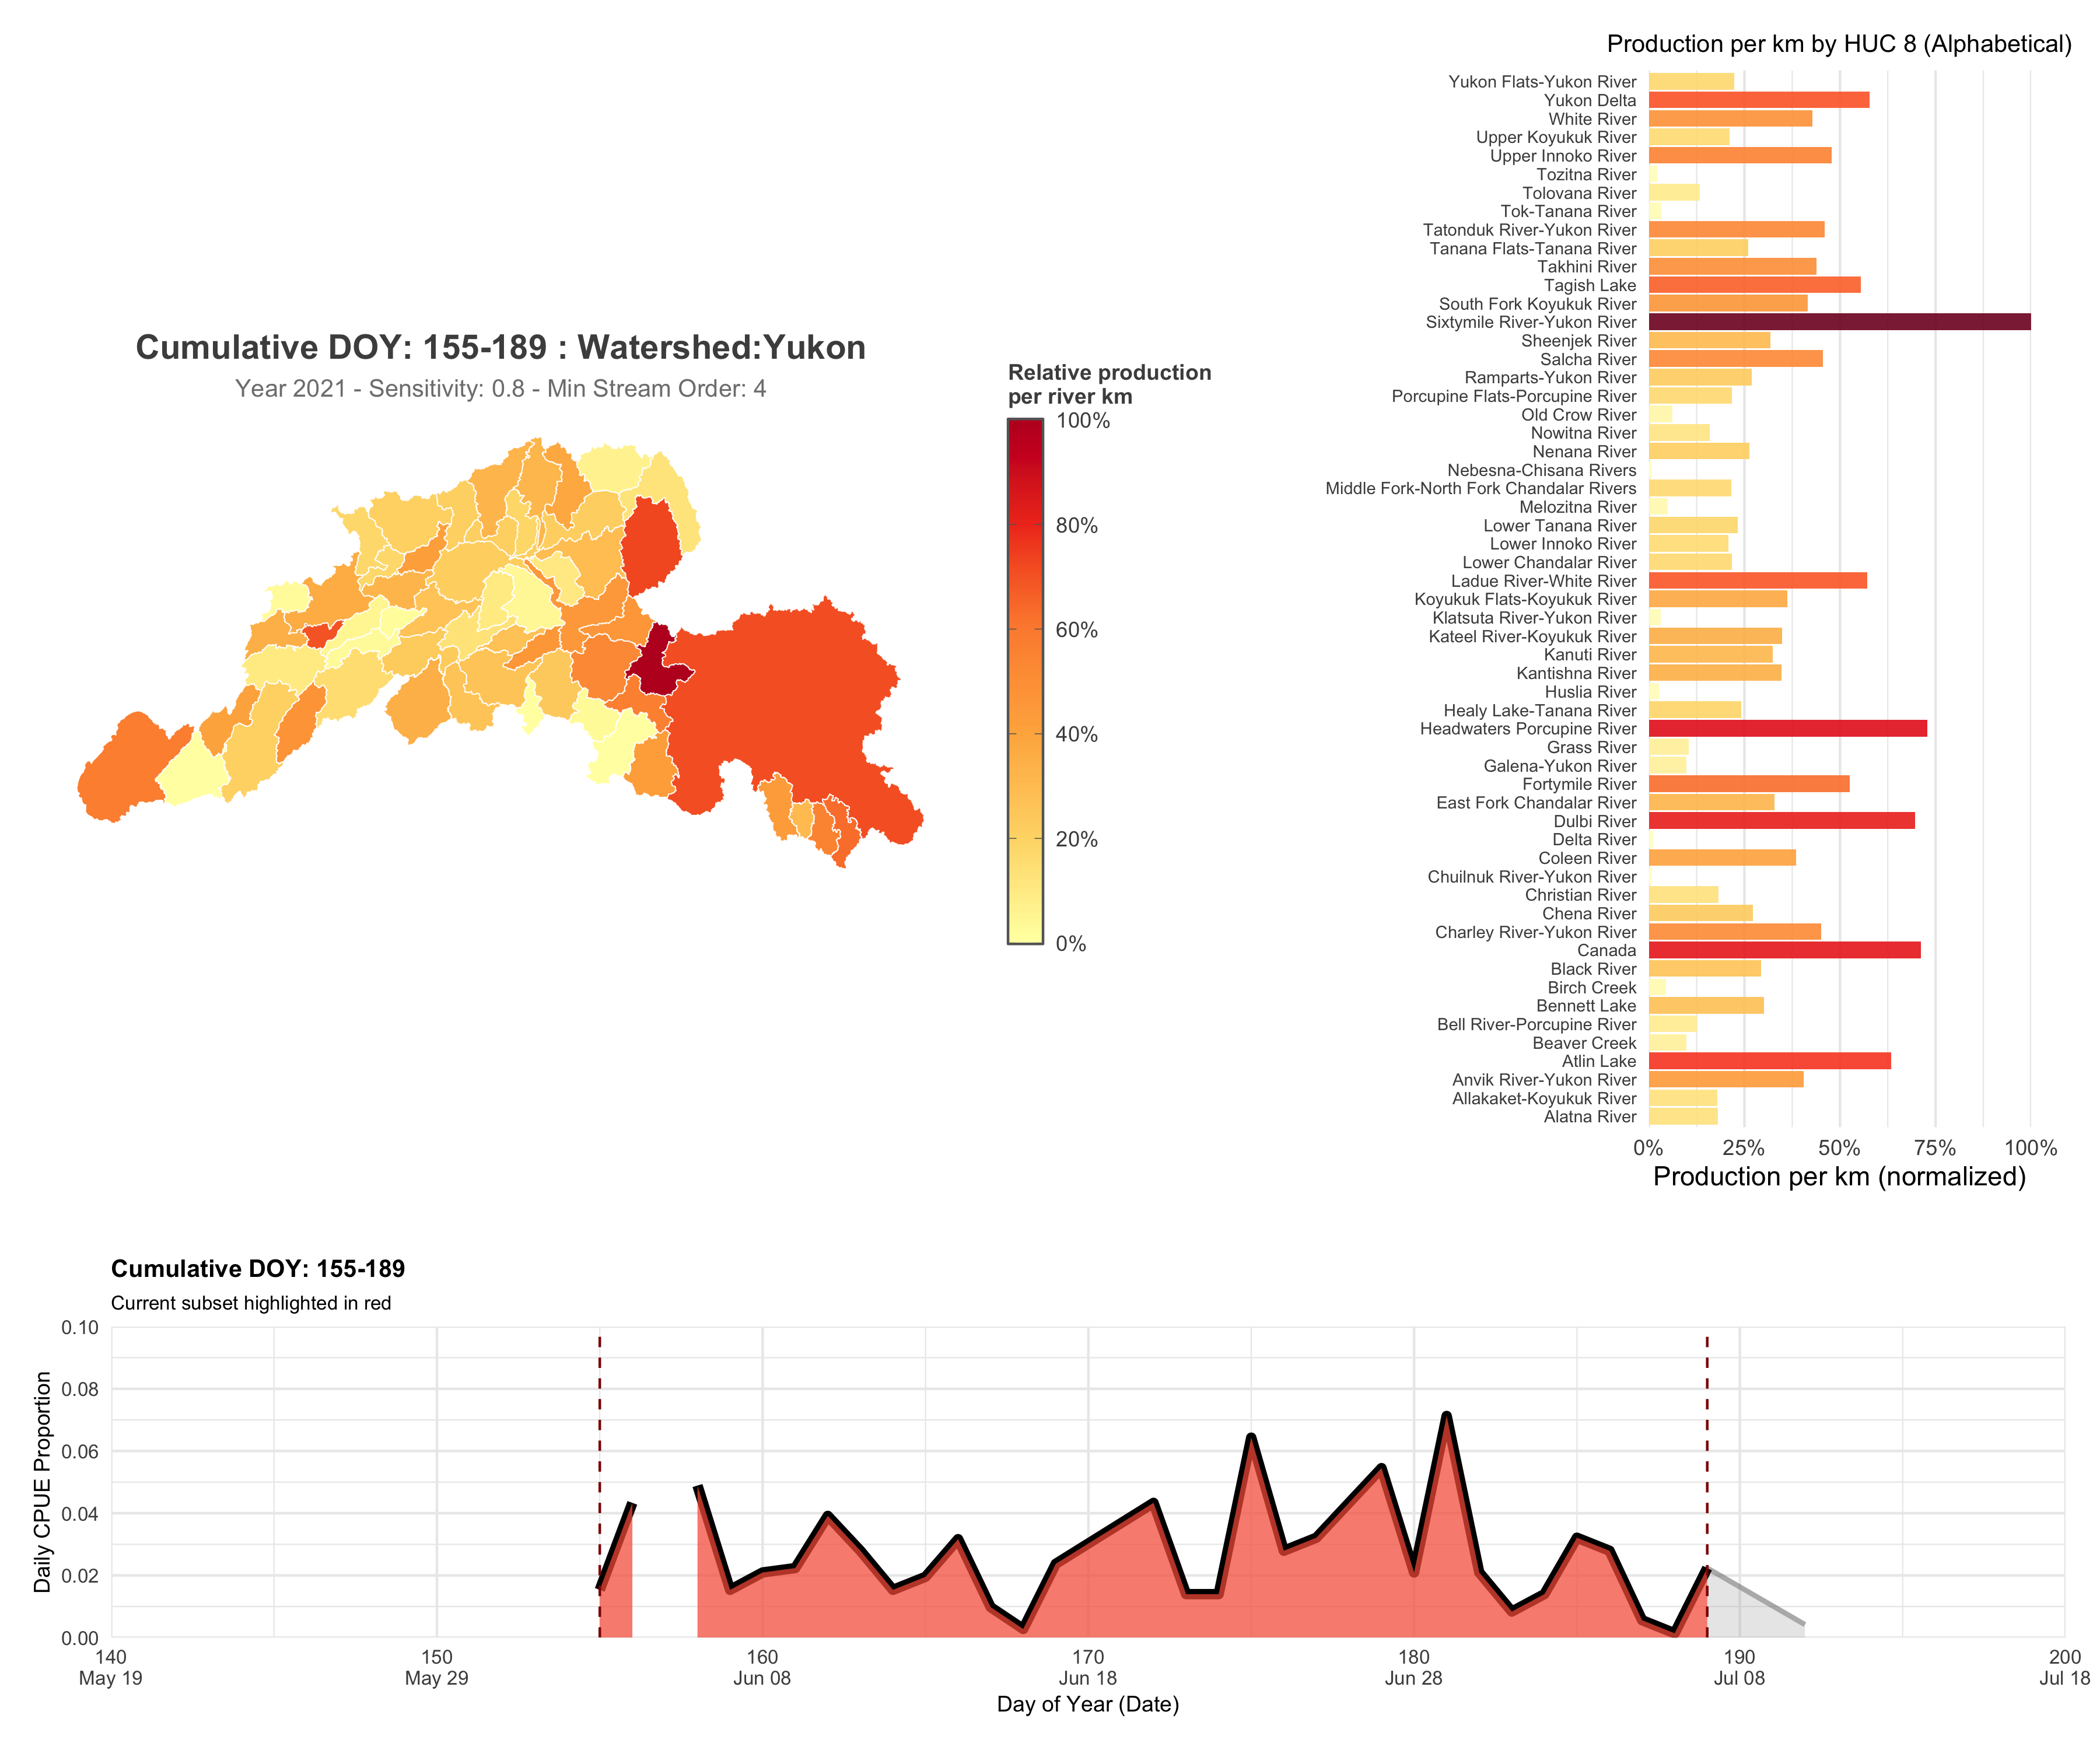 Production per km by HUC 8 (Alphabetical)
Yukon Flats-Yukon River
Yukon Delta
White River
Upper Koyukuk River
Upper Innoko River
Tozitna River
Tolovana River
Tok-Tanana River
Tatonduk River-Yukon River
Tanana Flats-Tanana River
Takhini River
Tagish Lake
South Fork Koyukuk River
Sixtymile River-Yukon River
Sheenjek River
Salcha River
Ramparts-Yukon River
Porcupine Flats-Porcupine River
Old Crow River
Nowitna River
Nenana River
Nebesna-Chisana Rivers
Middle Fork-North Fork Chandalar Rivers
Melozitna River
Lower Tanana River
Lower Innoko River
Lower Chandalar River
Ladue River-White River
Koyukuk Flats-Koyukuk River
Klatsuta River-Yukon River
Kateel River-Koyukuk River
Kanuti River
Kantishna River
Huslia River
Healy Lake-Tanana River
Headwaters Porcupine River
Grass River
Galena-Yukon River
Fortymile River
East Fork Chandalar River
Dulbi River
Delta River
Coleen River
Chuilnuk River-Yukon River
Christian River
Chena River
Charley River-Yukon River
Canada
Black River
Birch Creek
Bennett Lake
Bell River-Porcupine River
Beaver Creek
Atlin Lake
Anvik River-Yukon River
Allakaket-Koyukuk River
Alatna River
0% 25% 50% 75% 100%
Production per km (normalized)
Cumulative DOY: 155-189 : Watershed:Yukon
Year 2021 - Sensitivity: 0.8 - Min Stream Order: 4
Relative production
per river km
100%
80%
60%
40%
20%
0%
Cumulative DOY: 155-189
Current subset highlighted in red
Daily CPUE Proportion
0.10
0.08
0.06
0.04
0.02
0.00
140 150 160 170 180 190 200
May 19 May 29 Jun 08 Jun 18 Jun 28 Jul 08 Jul 18
Day of Year (Date)